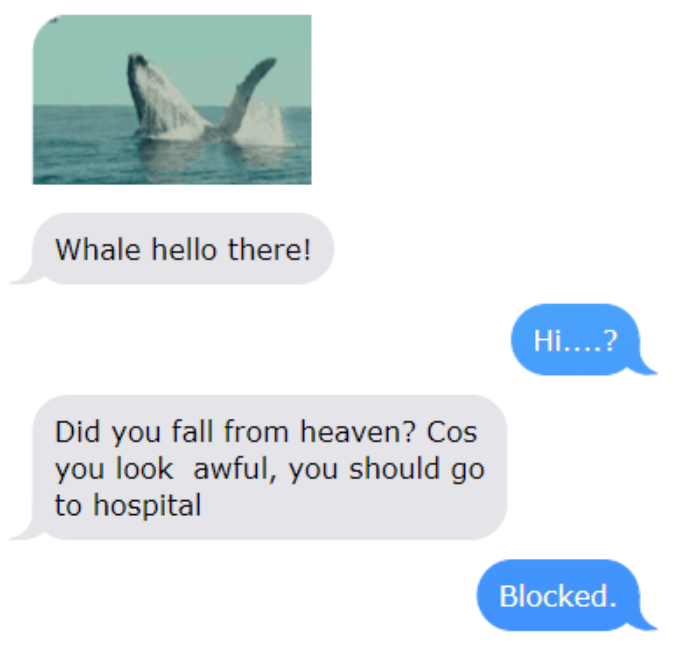 Whale hello there!
Hi....?
Did you fall from heaven? Cos
you look  awful, you should go
to hospital
Blocked.